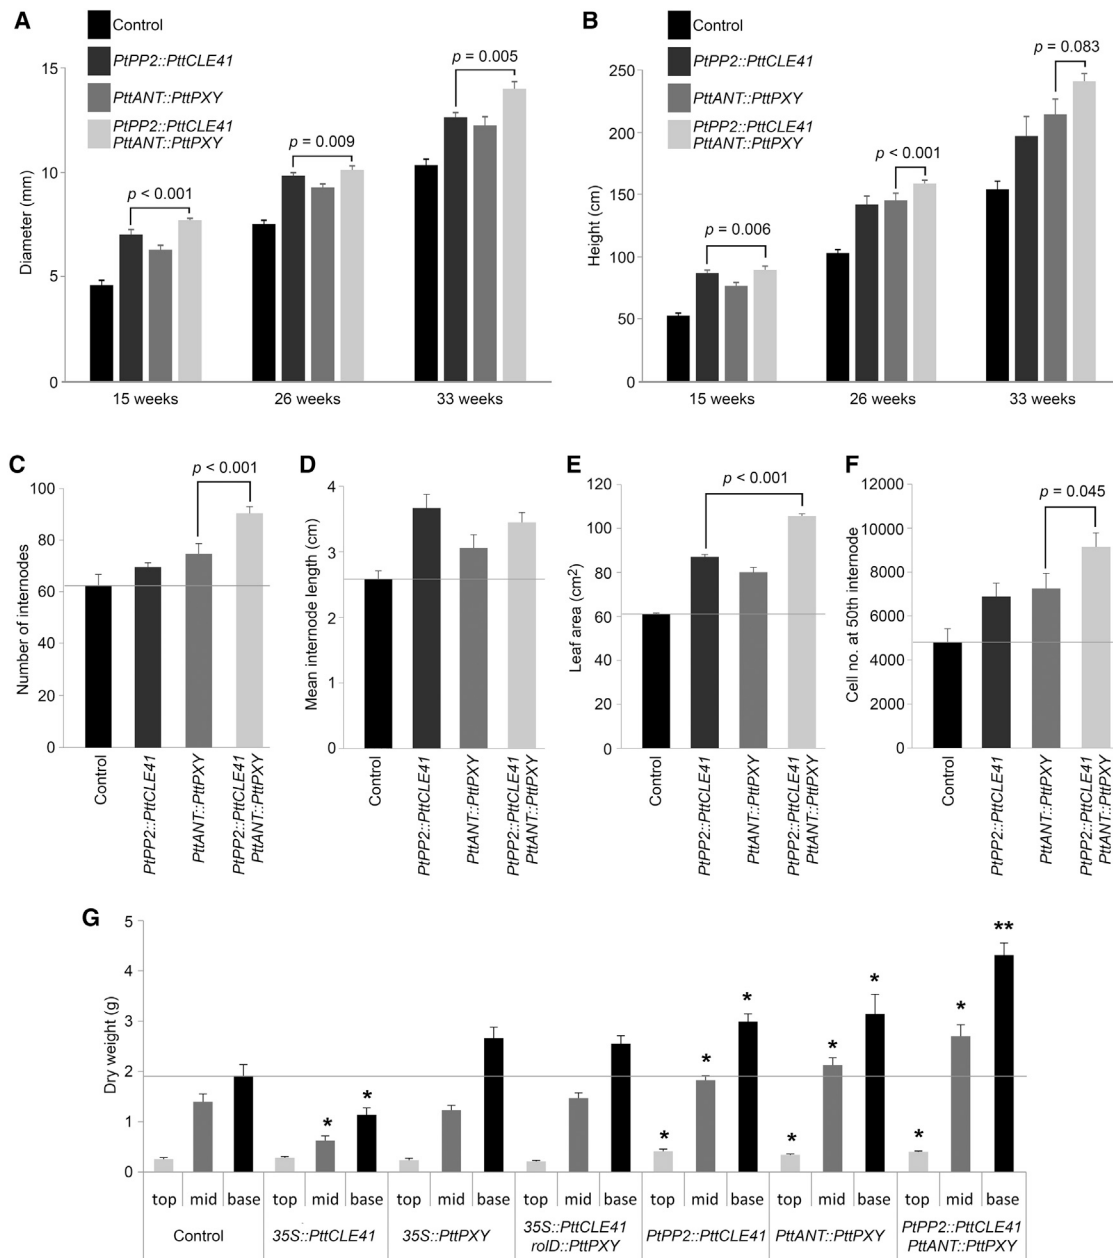 A
Control
PtPP2::PttCLE41
PttANT::PttPXY
PtPP2::PttCLE41
PttANT::PttPXY
Diameter (mm)
15
10
5
0
p < 0.001
p = 0.009
p = 0.005
15 weeks
26 weeks
33 weeks
B
Control
PtPP2::PttCLE41
PttANT::PttPXY
PtPP2::PttCLE41
PttANT::PttPXY
Height (cm)
250
200
150
100
50
0
p = 0.006
p < 0.001
p = 0.083
15 weeks
26 weeks
33 weeks
C
Number of internodes
100
80
60
40
20
0
p < 0.001
Control
PtPP2::PttCLE41
PttANT::PttPXY
PtPP2::PttCLE41
PttANT::PttPXY
D
Mean internode length (cm)
4
3
2
1
0
Control
PtPP2::PttCLE41
PttANT::PttPXY
PtPP2::PttCLE41
PttANT::PttPXY
E
Leaf area (cm2)
120
100
80
60
40
20
0
p < 0.001
Control
PtPP2::PttCLE41
PttANT::PttPXY
PtPP2::PttCLE41
PttANT::PttPXY
F
Cell no. at 50th internode
12000
10000
8000
6000
4000
2000
0
p = 0.045
Control
PtPP2::PttCLE41
PttANT::PttPXY
PtPP2::PttCLE41
PttANT::PttPXY
G
Dry weight (g)
5
4
3
2
1
0
* * * * * * * * * * **
top mid base top mid base top mid base top mid base top mid base top mid base top mid base
Control
35S::PttCLE41
35S::PttPXY
35S::PttCLE41
rolD::PttPXY
PtPP2::PttCLE41
PttANT::PttPXY
PtPP2::PttCLE41
PttANT::PttPXY